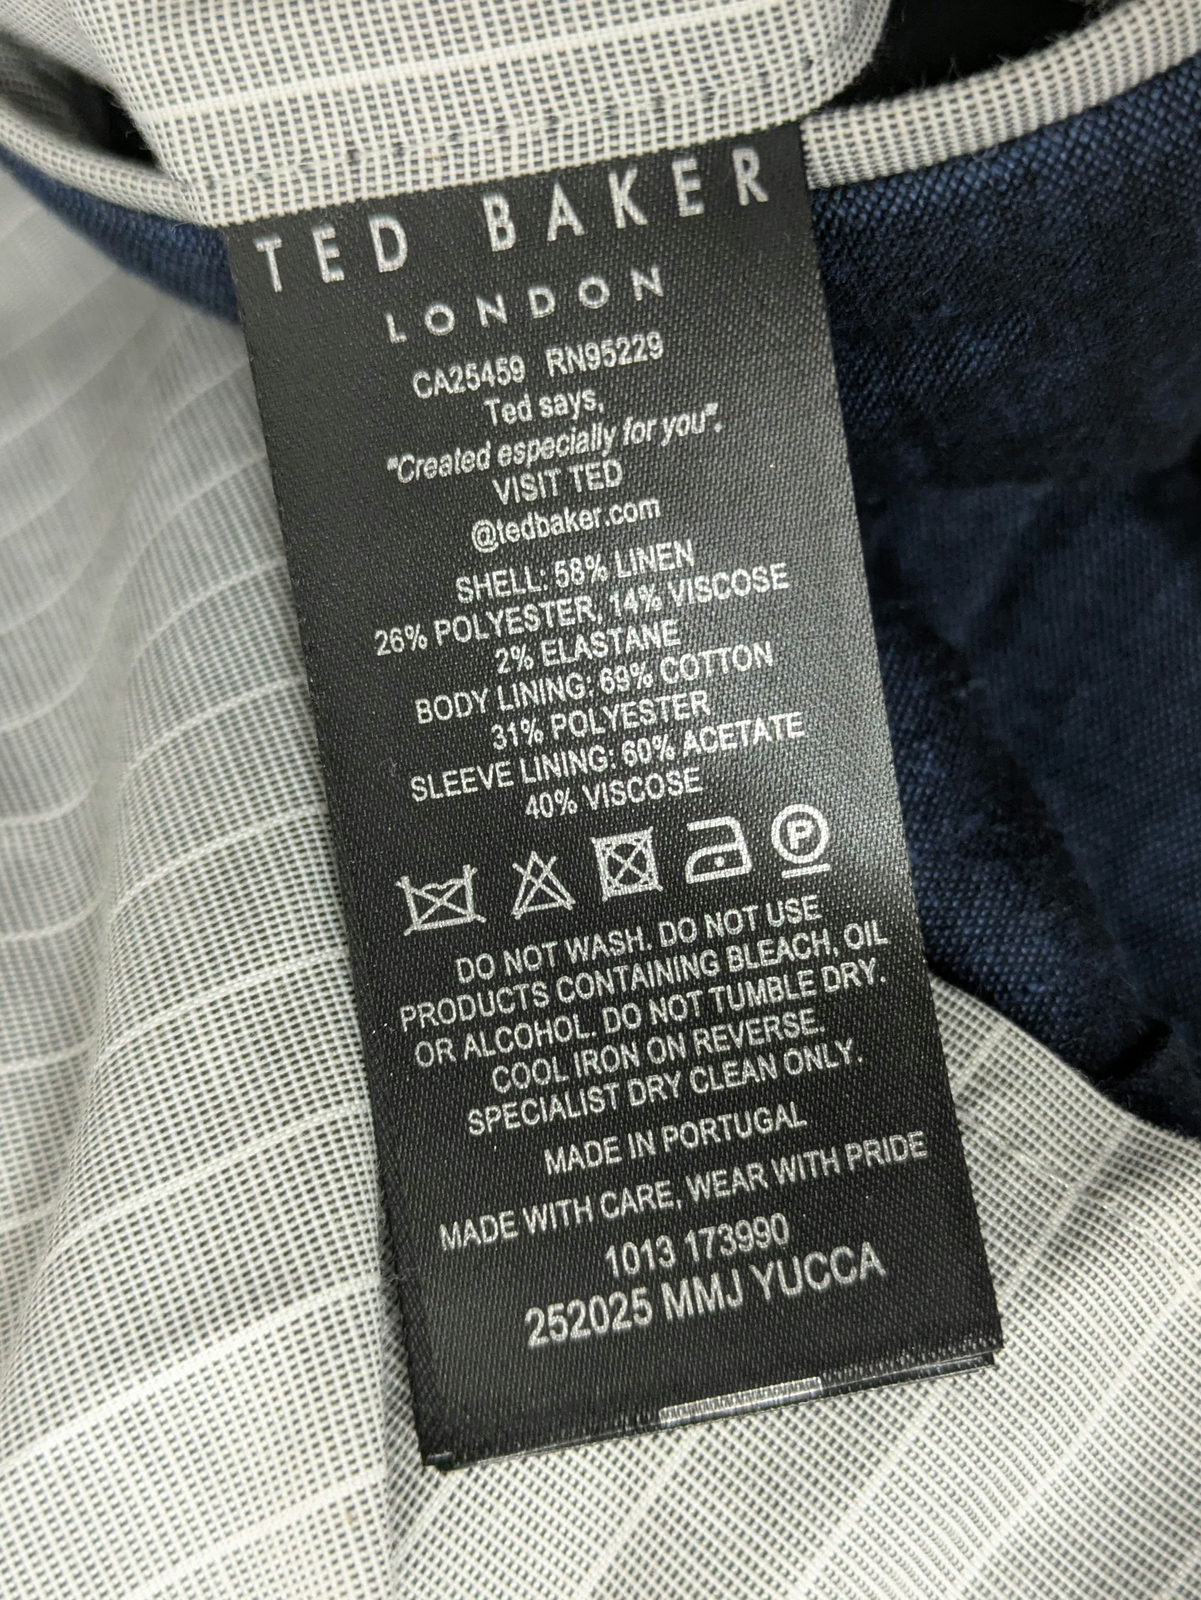 TED BAKER
LONDON
CA25459 RN95229
Ted says,
"Created especially for you".
VISIT TED
@tedbaker.com
SHELL: 58% LINEN
26% POLYESTER, 14% VISCOSE
2% ELASTANE
BODY LINING: 69% COTTON
31% POLYESTER
SLEEVE LINING: 60% ACETATE
40% VISCOSE
P
DO NOT WASH. DO NOT USE
PRODUCTS CONTAINING BLEACH, OIL
OR ALCOHOL. DO NOT TUMBLE DRY.
COOL IRON ON REVERSE.
SPECIALIST DRY CLEAN ONLY.
MADE IN PORTUGAL
MADE WITH CARE, WEAR WITH PRIDE
1013 173990
252025 MMJ YUCCA